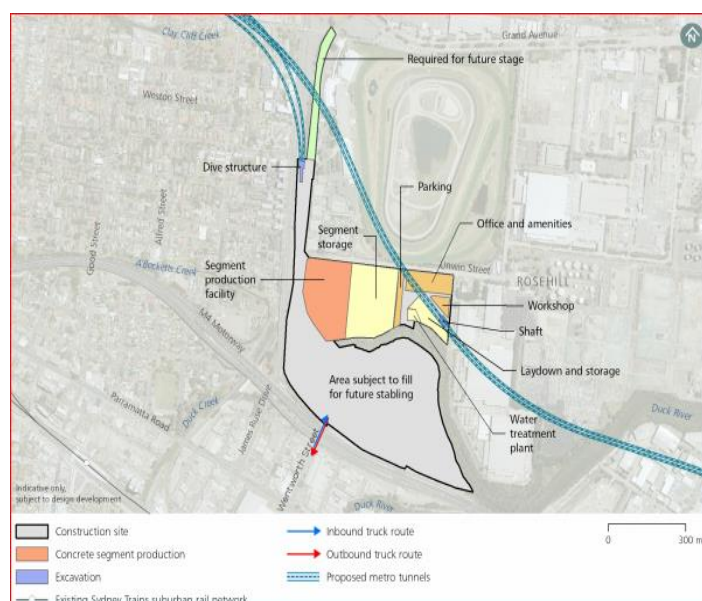 Clay Cliff Creek
Grand Avenue
N
Required for future stage
Weston Street
Dive structure
Parking
Alfred Street
Good Street
Office and amenities
Segment
storage
A'Becketts Creek
Unwin Street
Segment
production
facility
ROSEHILL
Workshop
Shaft
M4 Motorway
Laydown and storage
Area subject to fill
for future stabling
Parramatta Road
Duck Creek
James Ruse Drive
Duck River
Water
treatment
plant
Wentworth Street
Indicative only,
subject to design development
Duck River
Construction site
Inbound truck route
0 300 m
Concrete segment production
Outbound truck route
Excavation
Proposed metro tunnels
Existing Sydney Trains suburban rail network